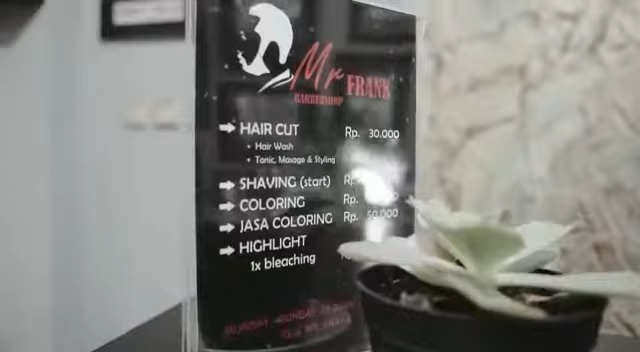 Mr FRANK
BARBERSHOP
HAIR CUT Rp. 30.000
• Hair Wash
• Tonic, Masage & Styling
SHAVING (start)
COLORING Rp.
JASA COLORING Rp. 50.000
HIGHLIGHT
1x bleaching